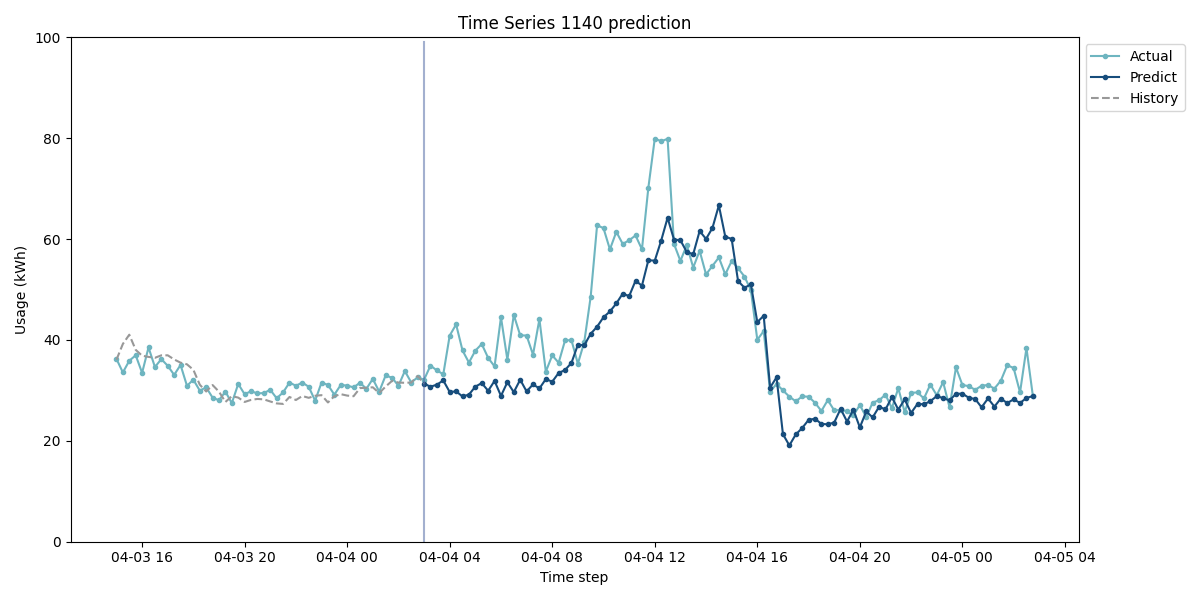 Time Series 1140 prediction
100
80
60
40
20
0
Usage (kWh)
04-03 16
04-03 20
04-04 00
04-04 04
04-04 08
04-04 12
04-04 16
04-04 20
04-05 00
04-05 04
Time step
Actual
Predict
History